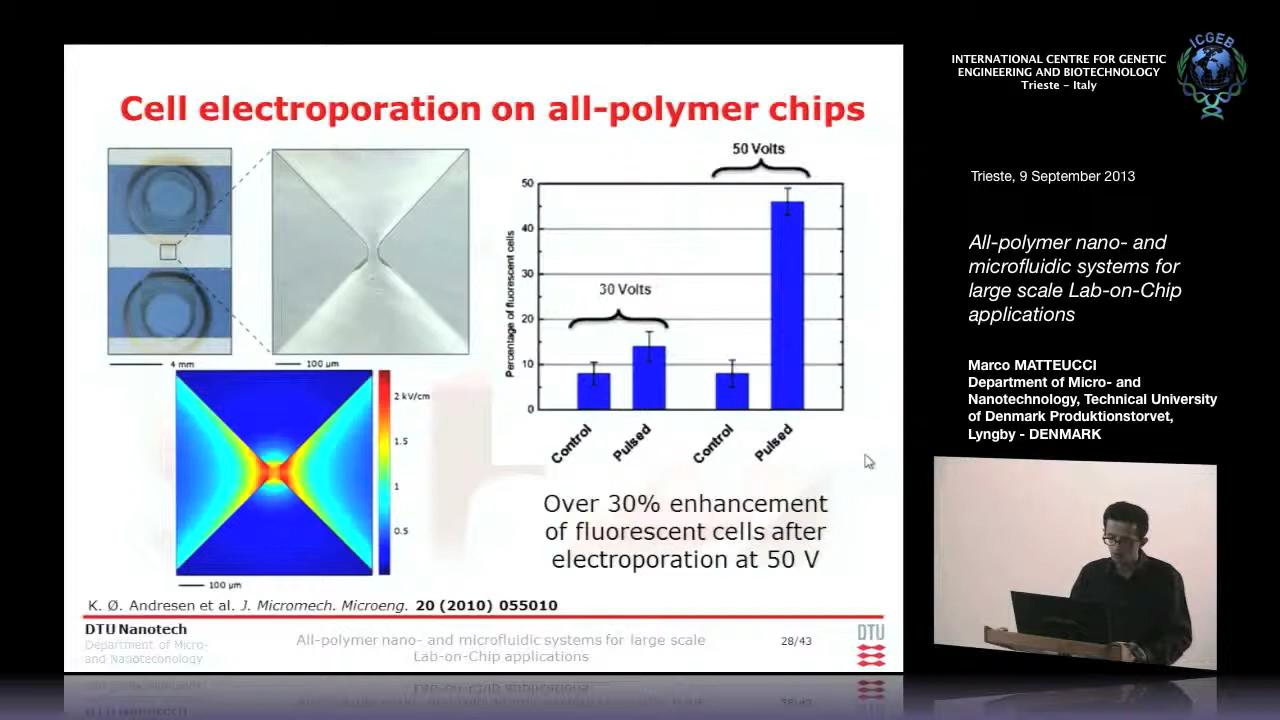 Cell electroporation on all-polymer chips
4 mm
100 µm
2 kV/cm
1.5
1
0.5
100 µm
50 Volts
30 Volts
Percentage of fluorescent cells
50
40
30
20
10
0
Control
Pulsed
Control
Pulsed
Over 30% enhancement
of fluorescent cells after
electroporation at 50 V
K. Ø. Andresen et al. J. Micromech. Microeng. 20 (2010) 055010
DTU Nanotech
Department of Micro-
and Nanotechnology
All-polymer nano- and microfluidic systems for large scale
Lab-on-Chip applications
28/43
DTU
INTERNATIONAL CENTRE FOR GENETIC
ENGINEERING AND BIOTECHNOLOGY
Trieste - Italy
ICGEB
Trieste, 9 September 2013
All-polymer nano- and
microfluidic systems for
large scale Lab-on-Chip
applications
Marco MATTEUCCI
Department of Micro- and
Nanotechnology, Technical University
of Denmark Produktionstorvet,
Lyngby - DENMARK